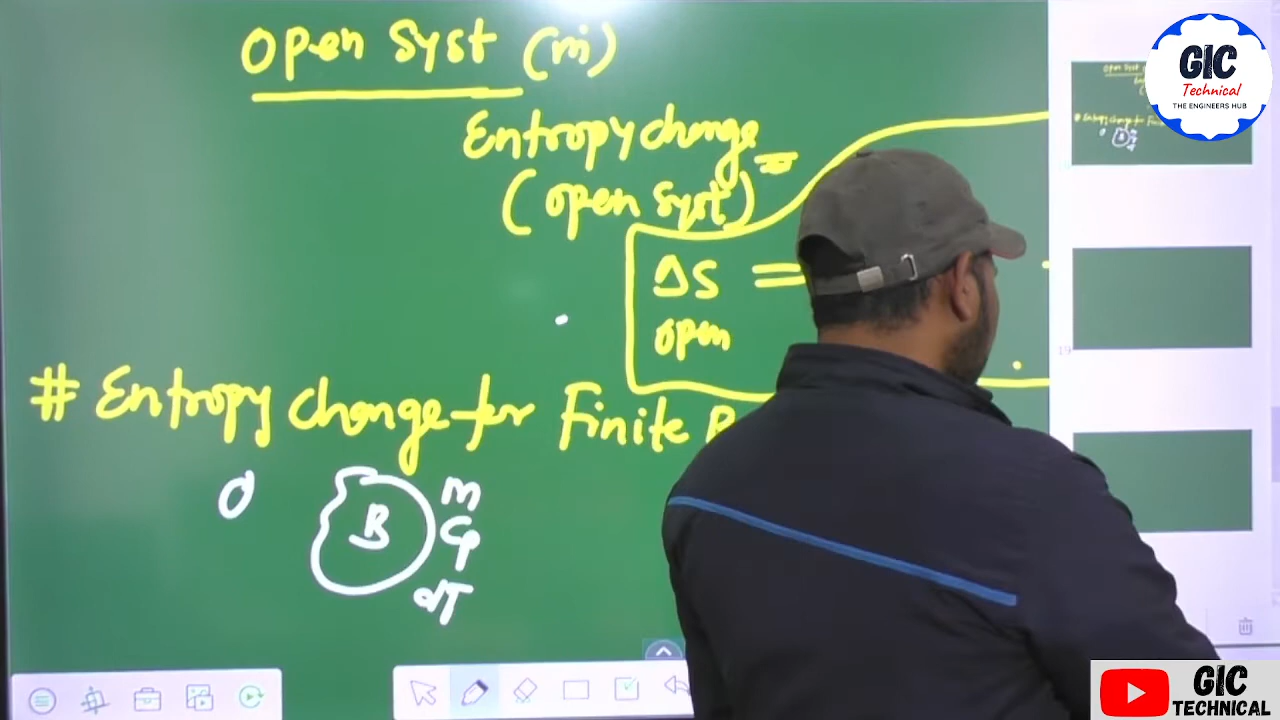 Open Syst (ṁ)
Entropy change
(open syst)
ΔS =
open
# Entropy change for Finite
B
m
Cp
dT
GIC
Technical
THE ENGINEERS HUB
19
GIC
TECHNICAL